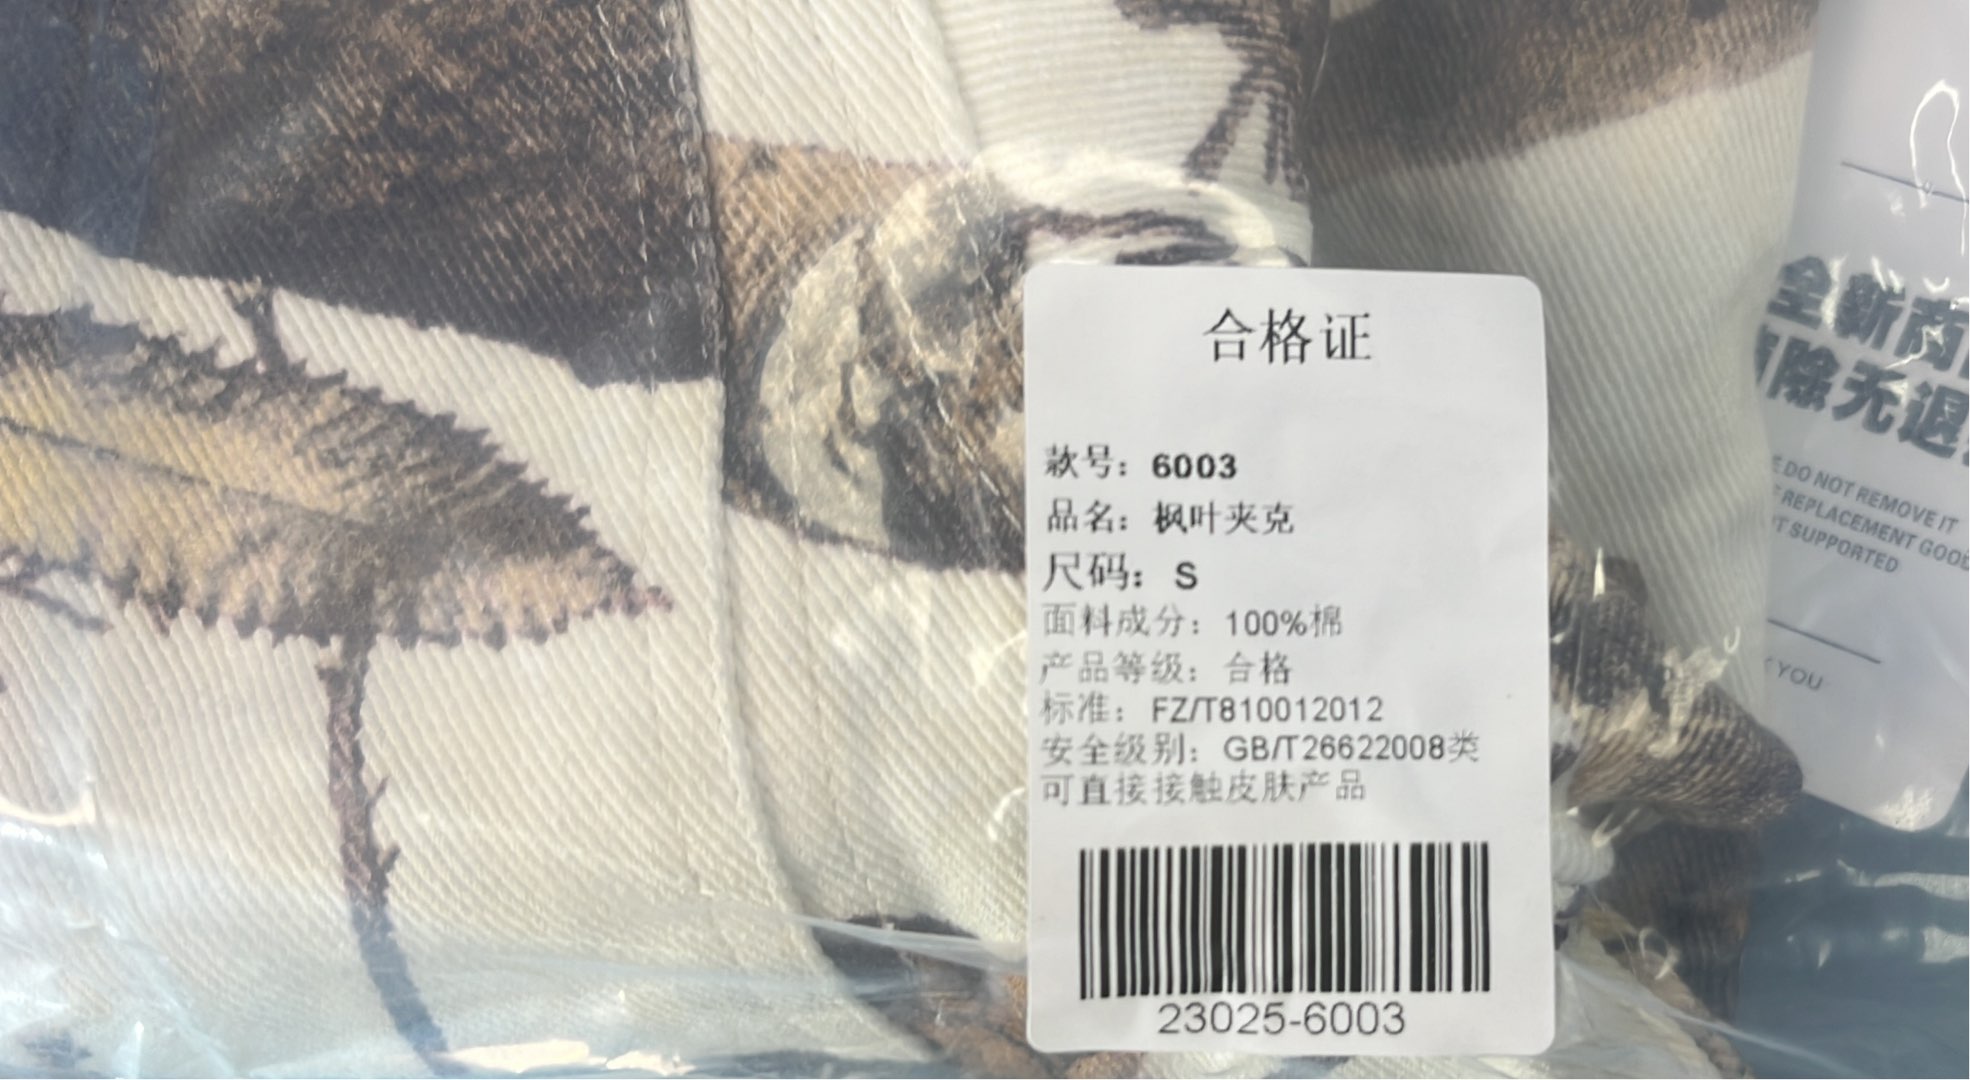 合格证
款号：6003
品名：枫叶夹克
尺码：S
面料成分：100%棉
产品等级：合格
标准：FZ/T810012012
安全级别：GB/T26622008类
可直接接触皮肤产品
23025-6003
全新商
除无退
DO NOT REMOVE IT
REPLACEMENT
SUPPORTED
YOU